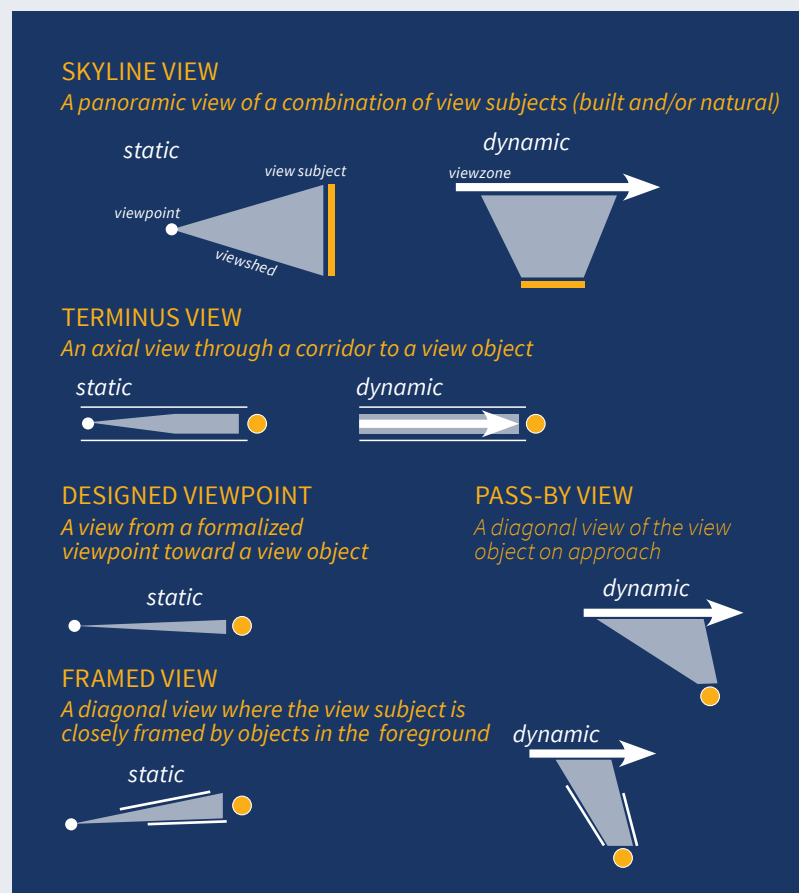 SKYLINE VIEW
A panoramic view of a combination of view subjects (built and/or natural)
static
dynamic
view subject
viewzone
viewpoint
viewshed
TERMINUS VIEW
An axial view through a corridor to a view object
static
dynamic
DESIGNED VIEWPOINT
A view from a formalized
viewpoint toward a view object
static
PASS-BY VIEW
A diagonal view of the view
object on approach
dynamic
FRAMED VIEW
A diagonal view where the view subject is
closely framed by objects in the foreground
static
dynamic